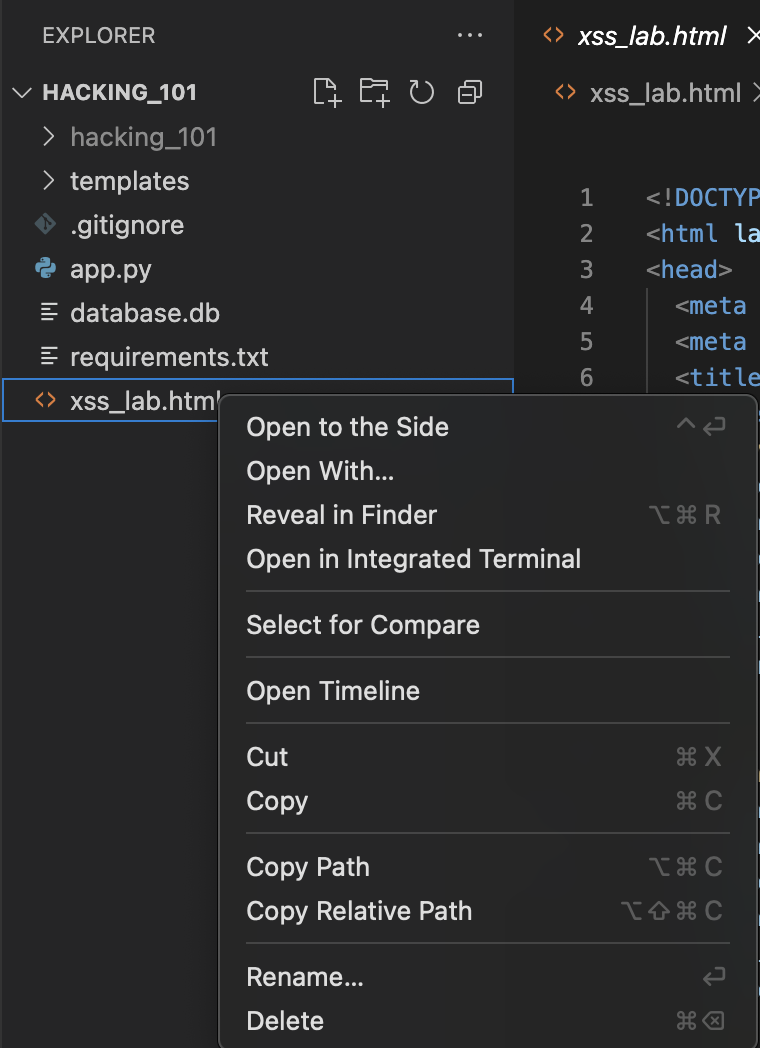 EXPLORER
HACKING_101
hacking_101
templates
.gitignore
app.py
database.db
requirements.txt
xss_lab.html
xss_lab.html
xss_lab.html
1 <!DOCTYP
2 <html la
3 <head>
4 <meta
5 <meta
6 <title
Open to the Side ^ ↩
Open With...
Reveal in Finder ⌥ ⌘ R
Open in Integrated Terminal
Select for Compare
Open Timeline
Cut ⌘ X
Copy ⌘ C
Copy Path ⌥ ⌘ C
Copy Relative Path ⌥ ⇧ ⌘ C
Rename... ↩
Delete ⌘ ⌫